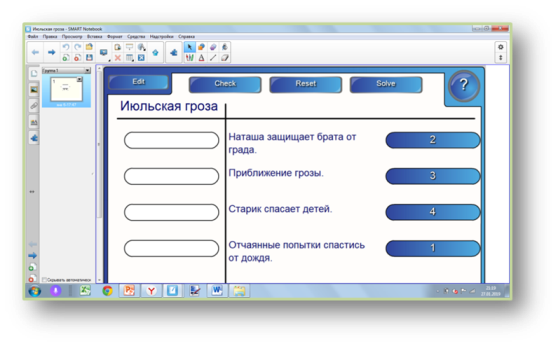 Июльская гроза - SMART Notebook
Файл Правка Просмотр Вставка Формат Средства Надстройки Справка
Группа 1
Edit
Check
Reset
Solve
?
Июльская гроза
Наташа защищает брата от
града.
2
Приближение грозы.
3
Старик спасает детей.
4
Отчаянные попытки спастись
от дождя.
1
Скрывать автоматически